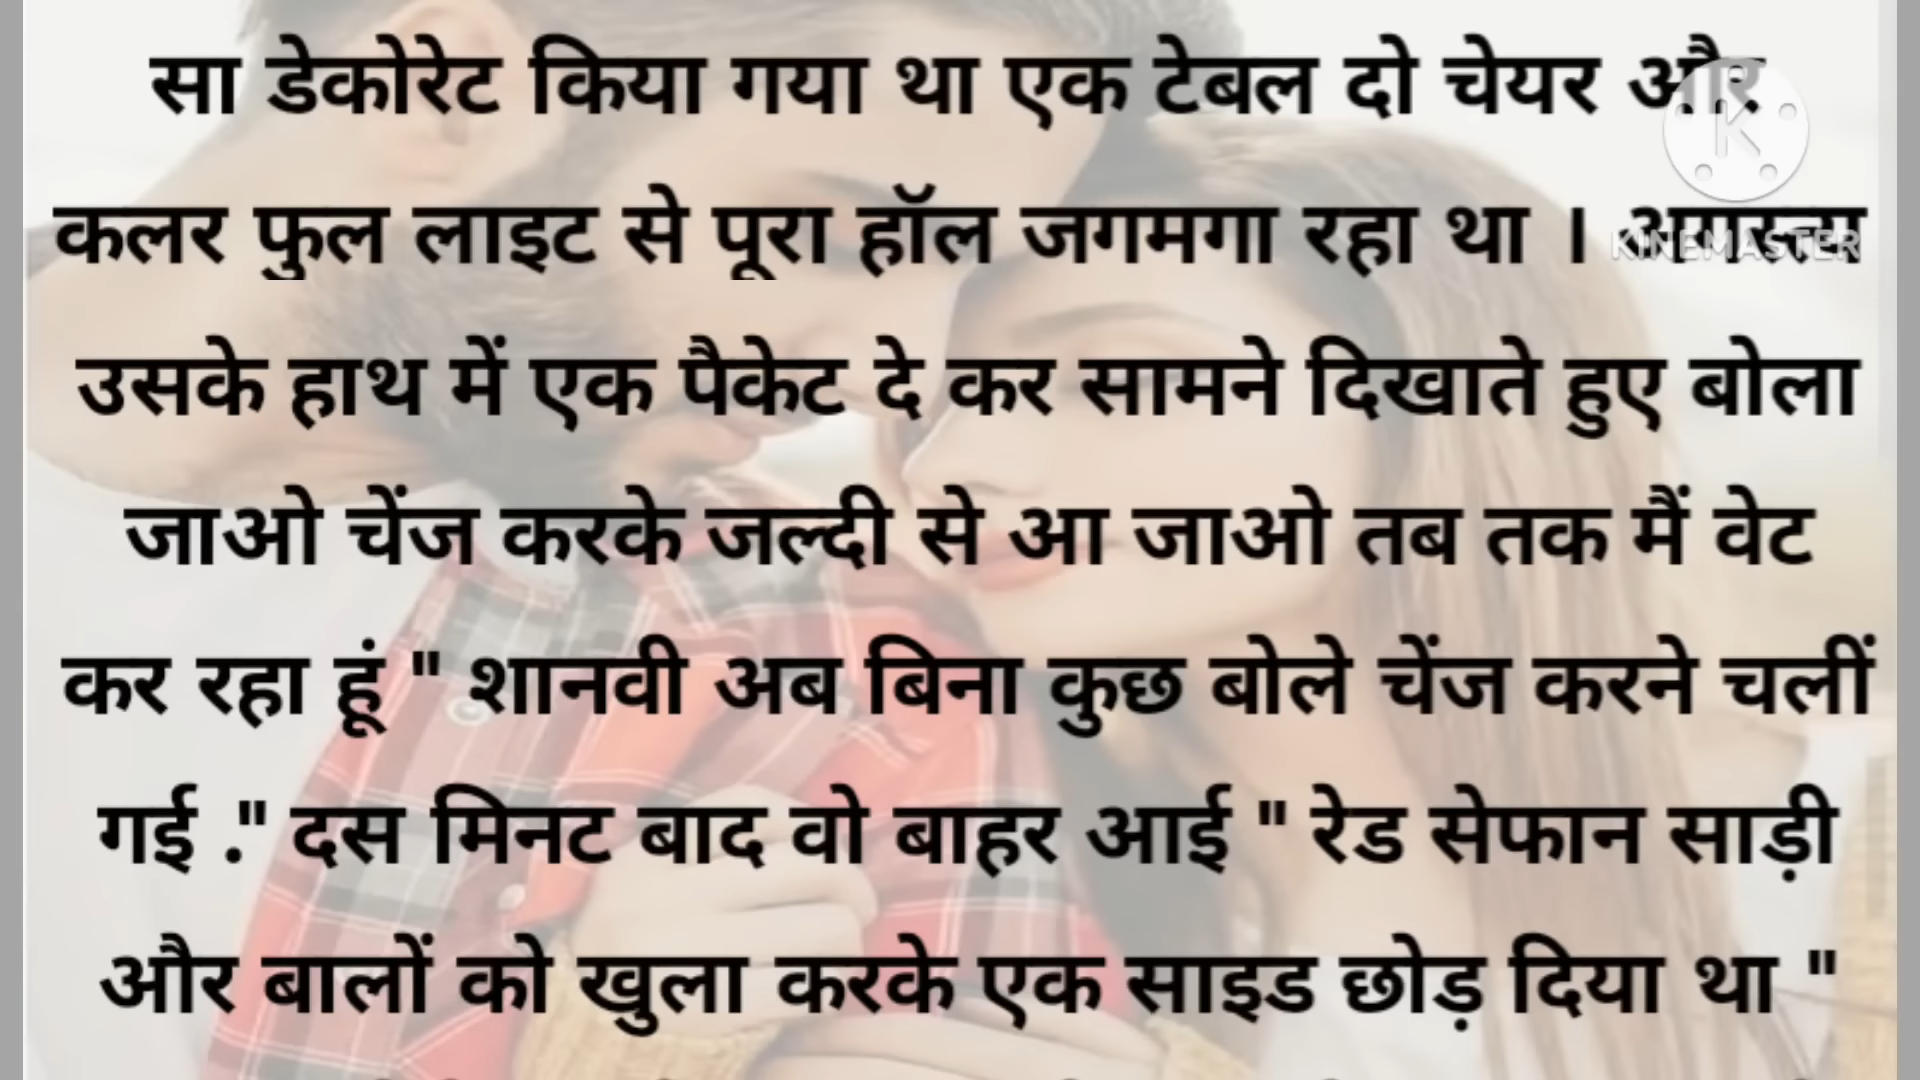 सा डेकोरेट किया गया था एक टेबल दो चेयर और
कलर फुल लाइट से पूरा हॉल जगमगा रहा था । अगस्त्य
उसके हाथ में एक पैकेट दे कर सामने दिखाते हुए बोला
जाओ चेंज करके जल्दी से आ जाओ तब तक मैं वेट
कर रहा हूं " शानवी अब बिना कुछ बोले चेंज करने चलीं
गई ." दस मिनट बाद वो बाहर आई " रेड सेफान साड़ी
और बालों को खुला करके एक साइड छोड़ दिया था "
K
KINEMASTER